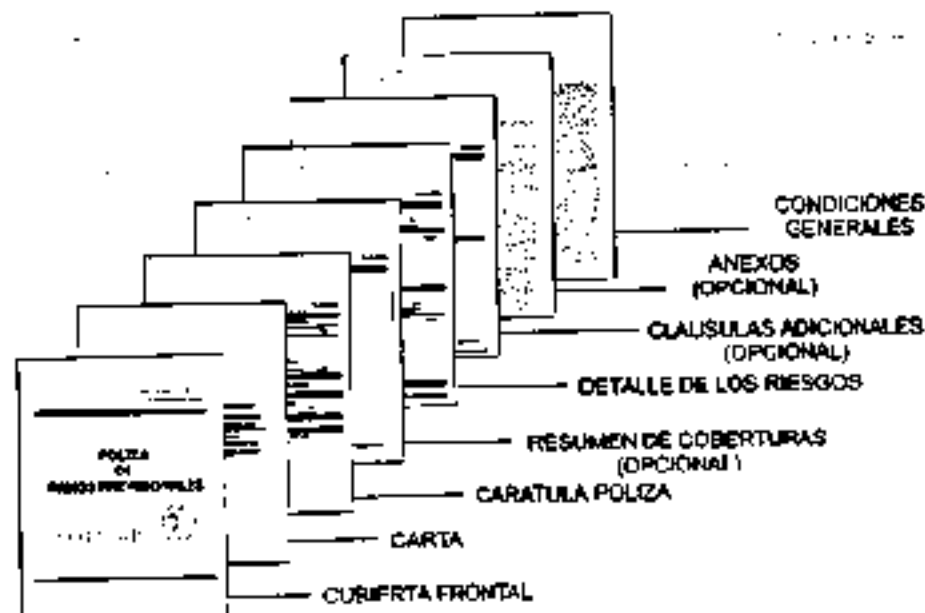 CONDICIONES
GENERALES
ANEXOS
(OPCIONAL)
CLAUSULAS ADICIONALES
(OPCIONAL)
DETALLE DE LOS RIESGOS
RESUMEN DE COBERTURAS
(OPCIONAL)
CARATULA POLIZA
CARTA
CUBIERTA FRONTAL
POLIZA